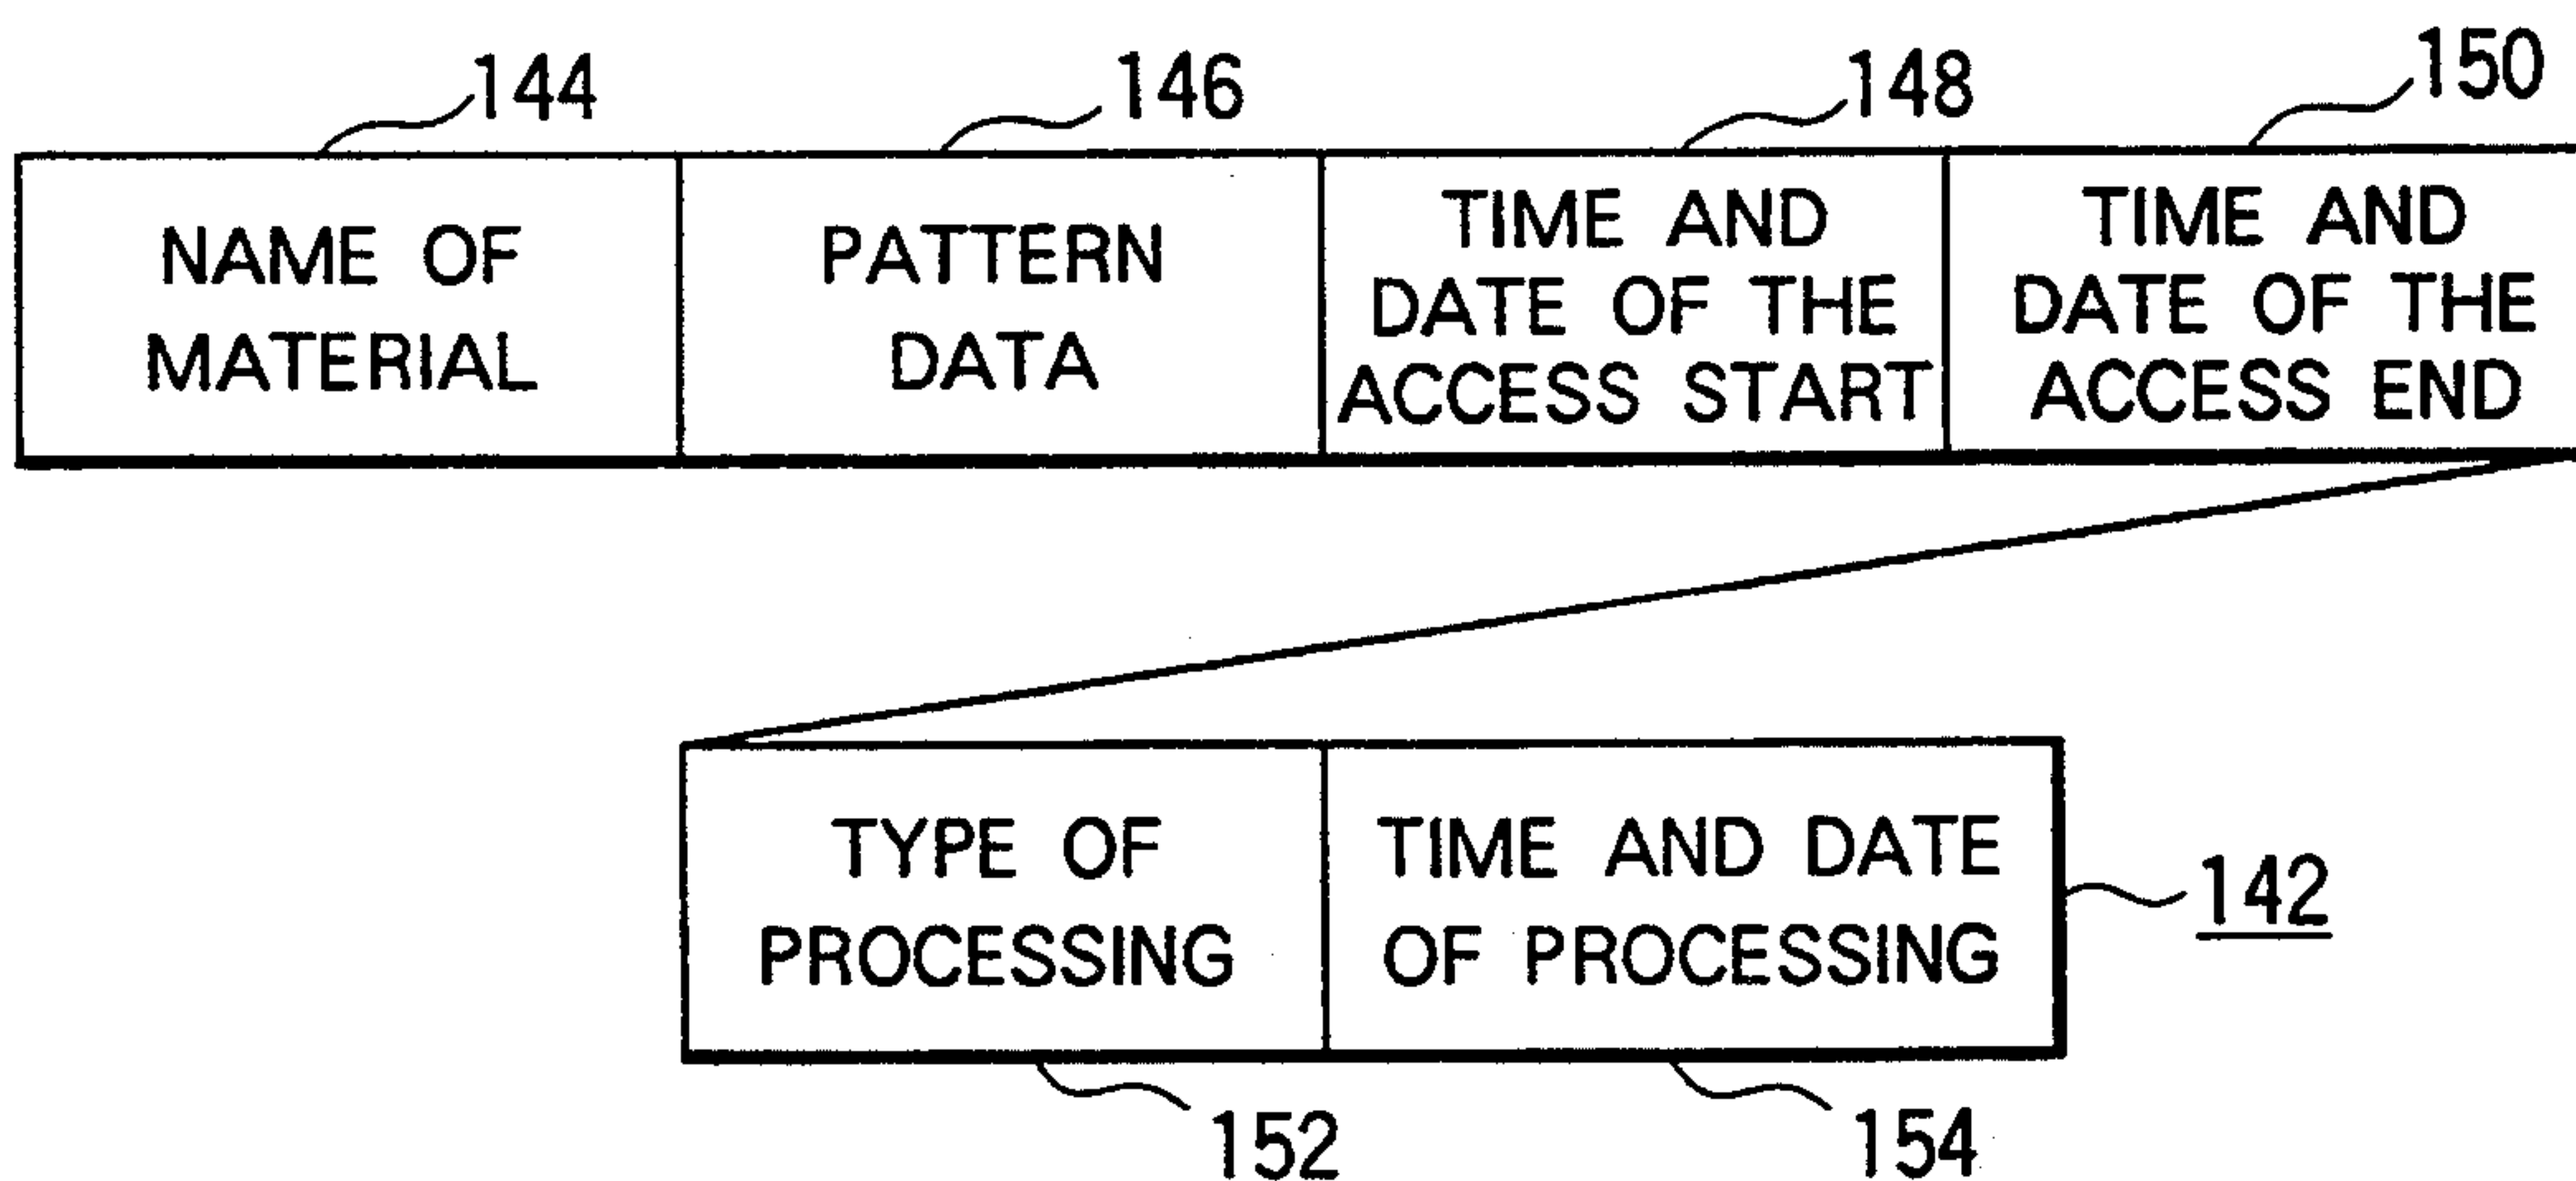 144 146 148 150
NAME OF
MATERIAL
PATTERN
DATA
TIME AND
DATE OF THE
ACCESS START
TIME AND
DATE OF THE
ACCESS END
TYPE OF
PROCESSING
TIME AND DATE
OF PROCESSING
142
152 154